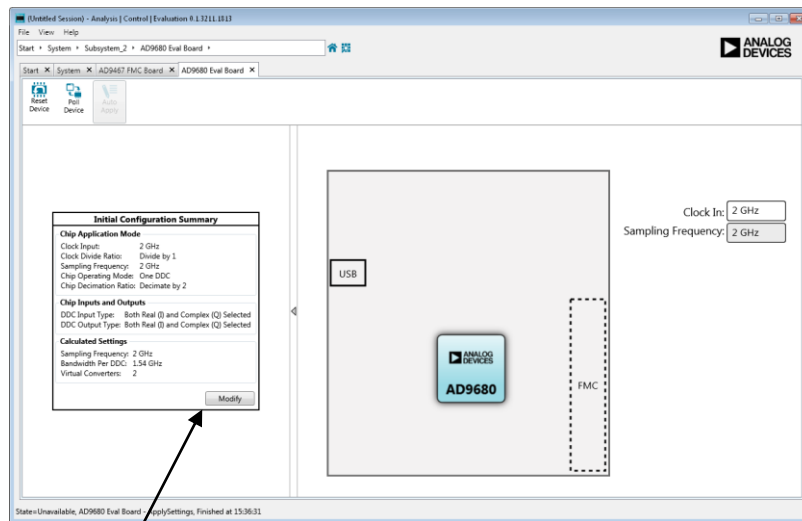 (Untitled Session) - Analysis | Control | Evaluation 0.1.3211.1813
File View Help
Start System Subsystem_2 AD9680 Eval Board
ANALOG DEVICES
Start System AD9467 FMC Board AD9680 Eval Board
Reset Device
Poll Device
Auto Apply
Initial Configuration Summary
Chip Application Mode
Clock Input: 2 GHz
Clock Divide Ratio: Divide by 1
Sampling Frequency: 2 GHz
Chip Operating Mode: One DDC
Chip Decimation Ratio: Decimate by 2
Chip Inputs and Outputs
DDC Input Type: Both Real (I) and Complex (Q) Selected
DDC Output Type: Both Real (I) and Complex (Q) Selected
Calculated Settings
Sampling Frequency: 2 GHz
Bandwidth Per DDC: 1.54 GHz
Virtual Converters: 2
Modify
USB
ANALOG DEVICES
AD9680
FMC
Clock In: 2 GHz
Sampling Frequency: 2 GHz
State=Unavailable, AD9680 Eval Board - ApplySettings, Finished at 15:36:31